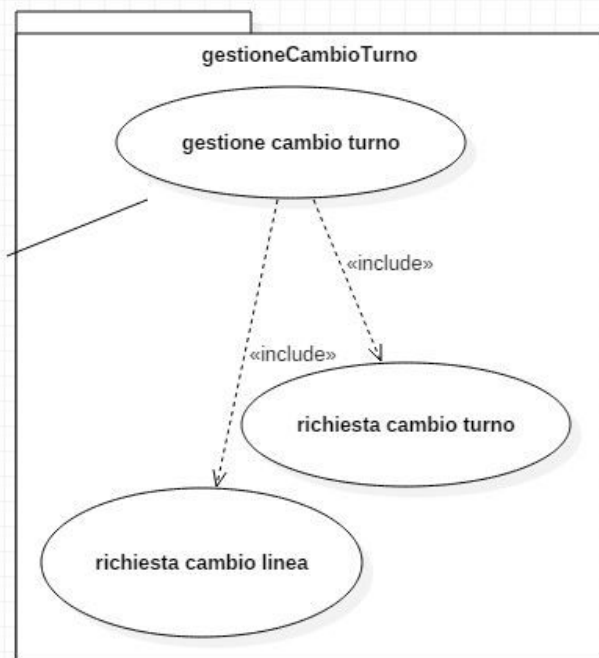 gestioneCambioTurno
gestione cambio turno
«include»
«include»
richiesta cambio turno
richiesta cambio linea